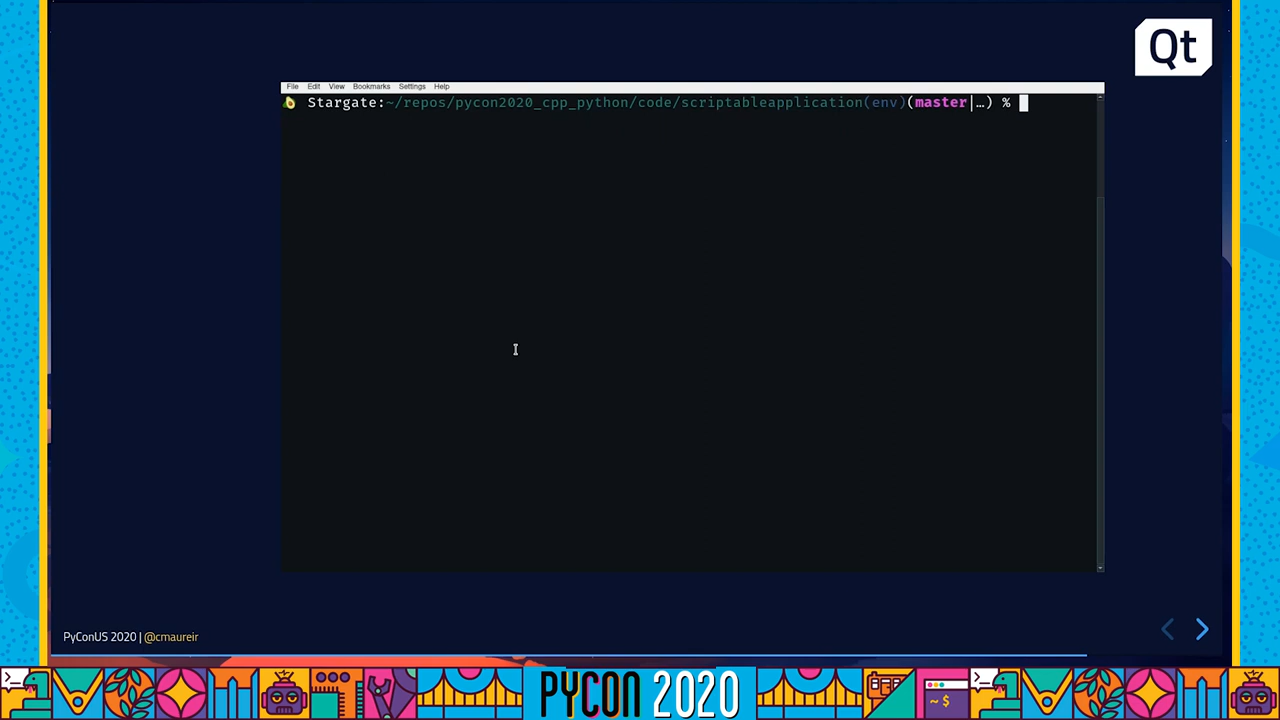 Qt
File Edit View Bookmarks Settings Help
Stargate:~/repos/pycon2020_cpp_python/code/scriptableapplication(env)(master|…) %
PyConUS 2020 | @cmaureir
PYCON 2020
~$